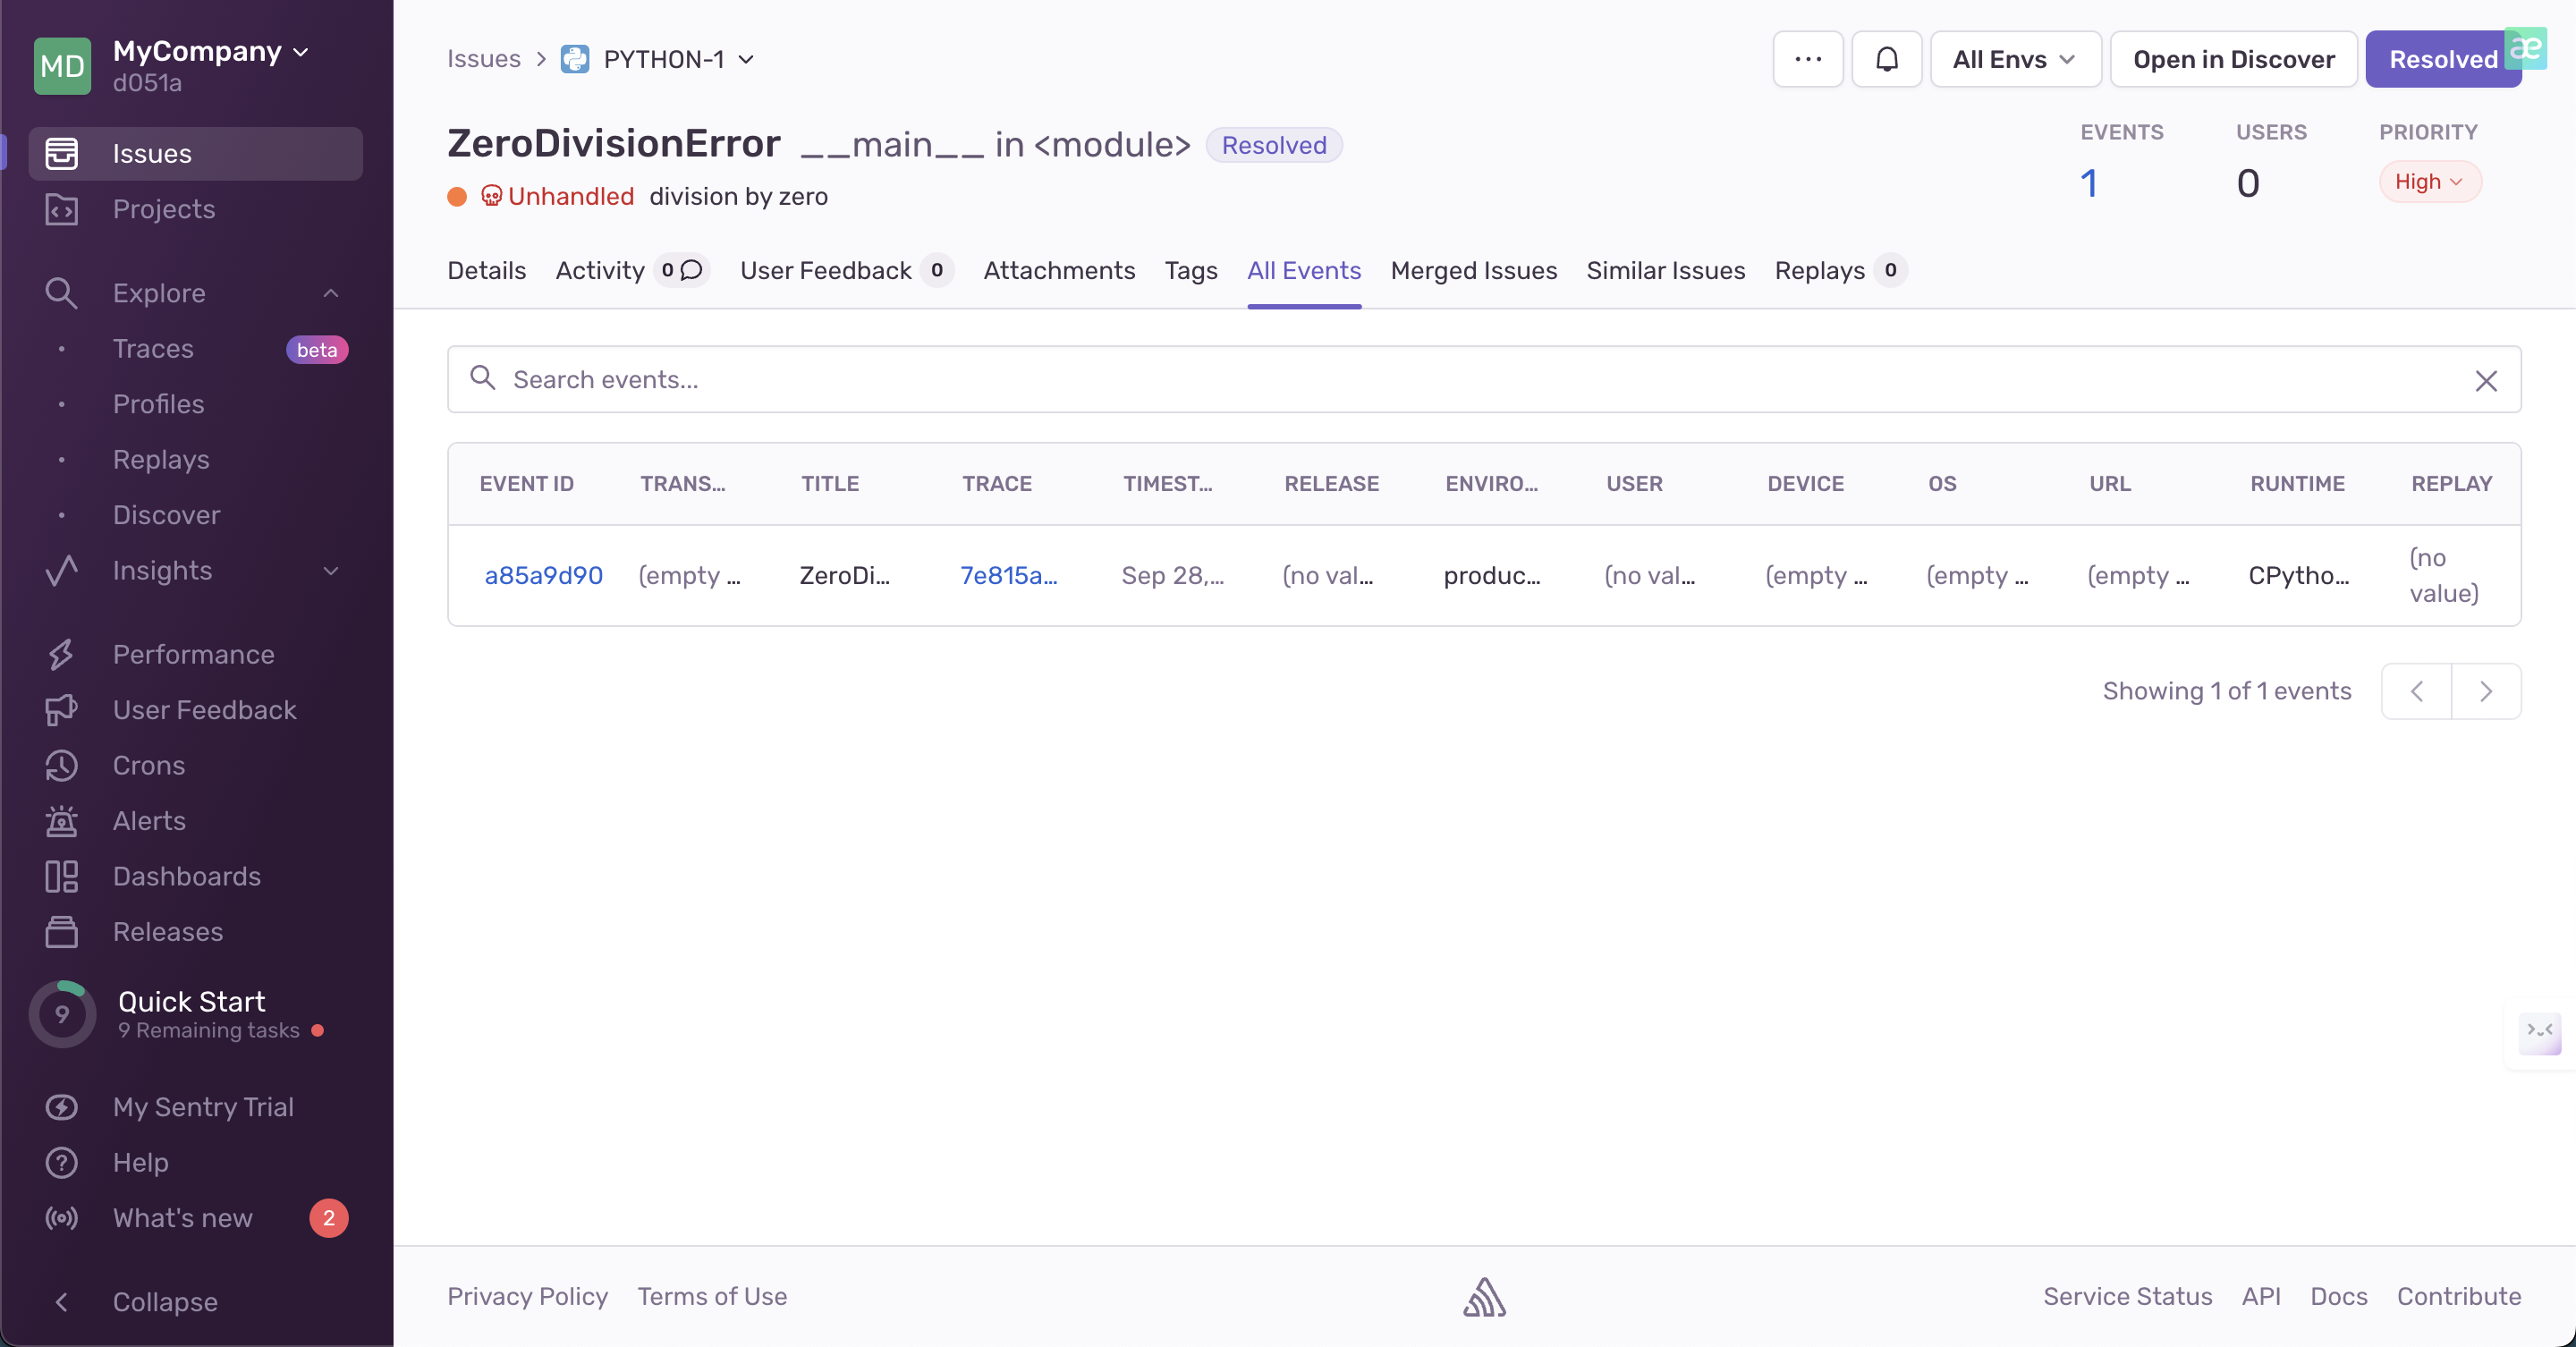 MD
MyCompany
d051a
Issues
Projects
Explore
Traces beta
Profiles
Replays
Discover
Insights
Performance
User Feedback
Crons
Alerts
Dashboards
Releases
9
Quick Start
9 Remaining tasks
My Sentry Trial
Help
What's new 2
Collapse
Issues > PYTHON-1
... All Envs Open in Discover Resolved æ
ZeroDivisionError __main__ in <module> Resolved
Unhandled division by zero
EVENTS USERS PRIORITY
1 0 High
Details Activity 0 User Feedback 0 Attachments Tags All Events Merged Issues Similar Issues Replays 0
Search events...
EVENT ID TRANS... TITLE TRACE TIMEST... RELEASE ENVIRO... USER DEVICE OS URL RUNTIME REPLAY
a85a9d90 (empty ... ZeroDi... 7e815a... Sep 28,... (no val... produc... (no val... (empty ... (empty ... (empty ... CPytho... (no
value)
Showing 1 of 1 events
Privacy Policy Terms of Use Service Status API Docs Contribute